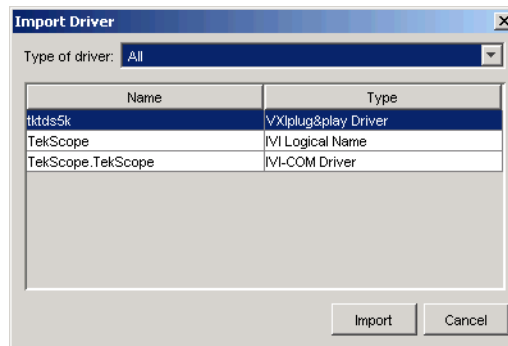 Import Driver
Type of driver: All
Name Type
tktds5k VXIplug&play Driver
TekScope IVI Logical Name
TekScope.TekScope IVI-COM Driver
Import Cancel